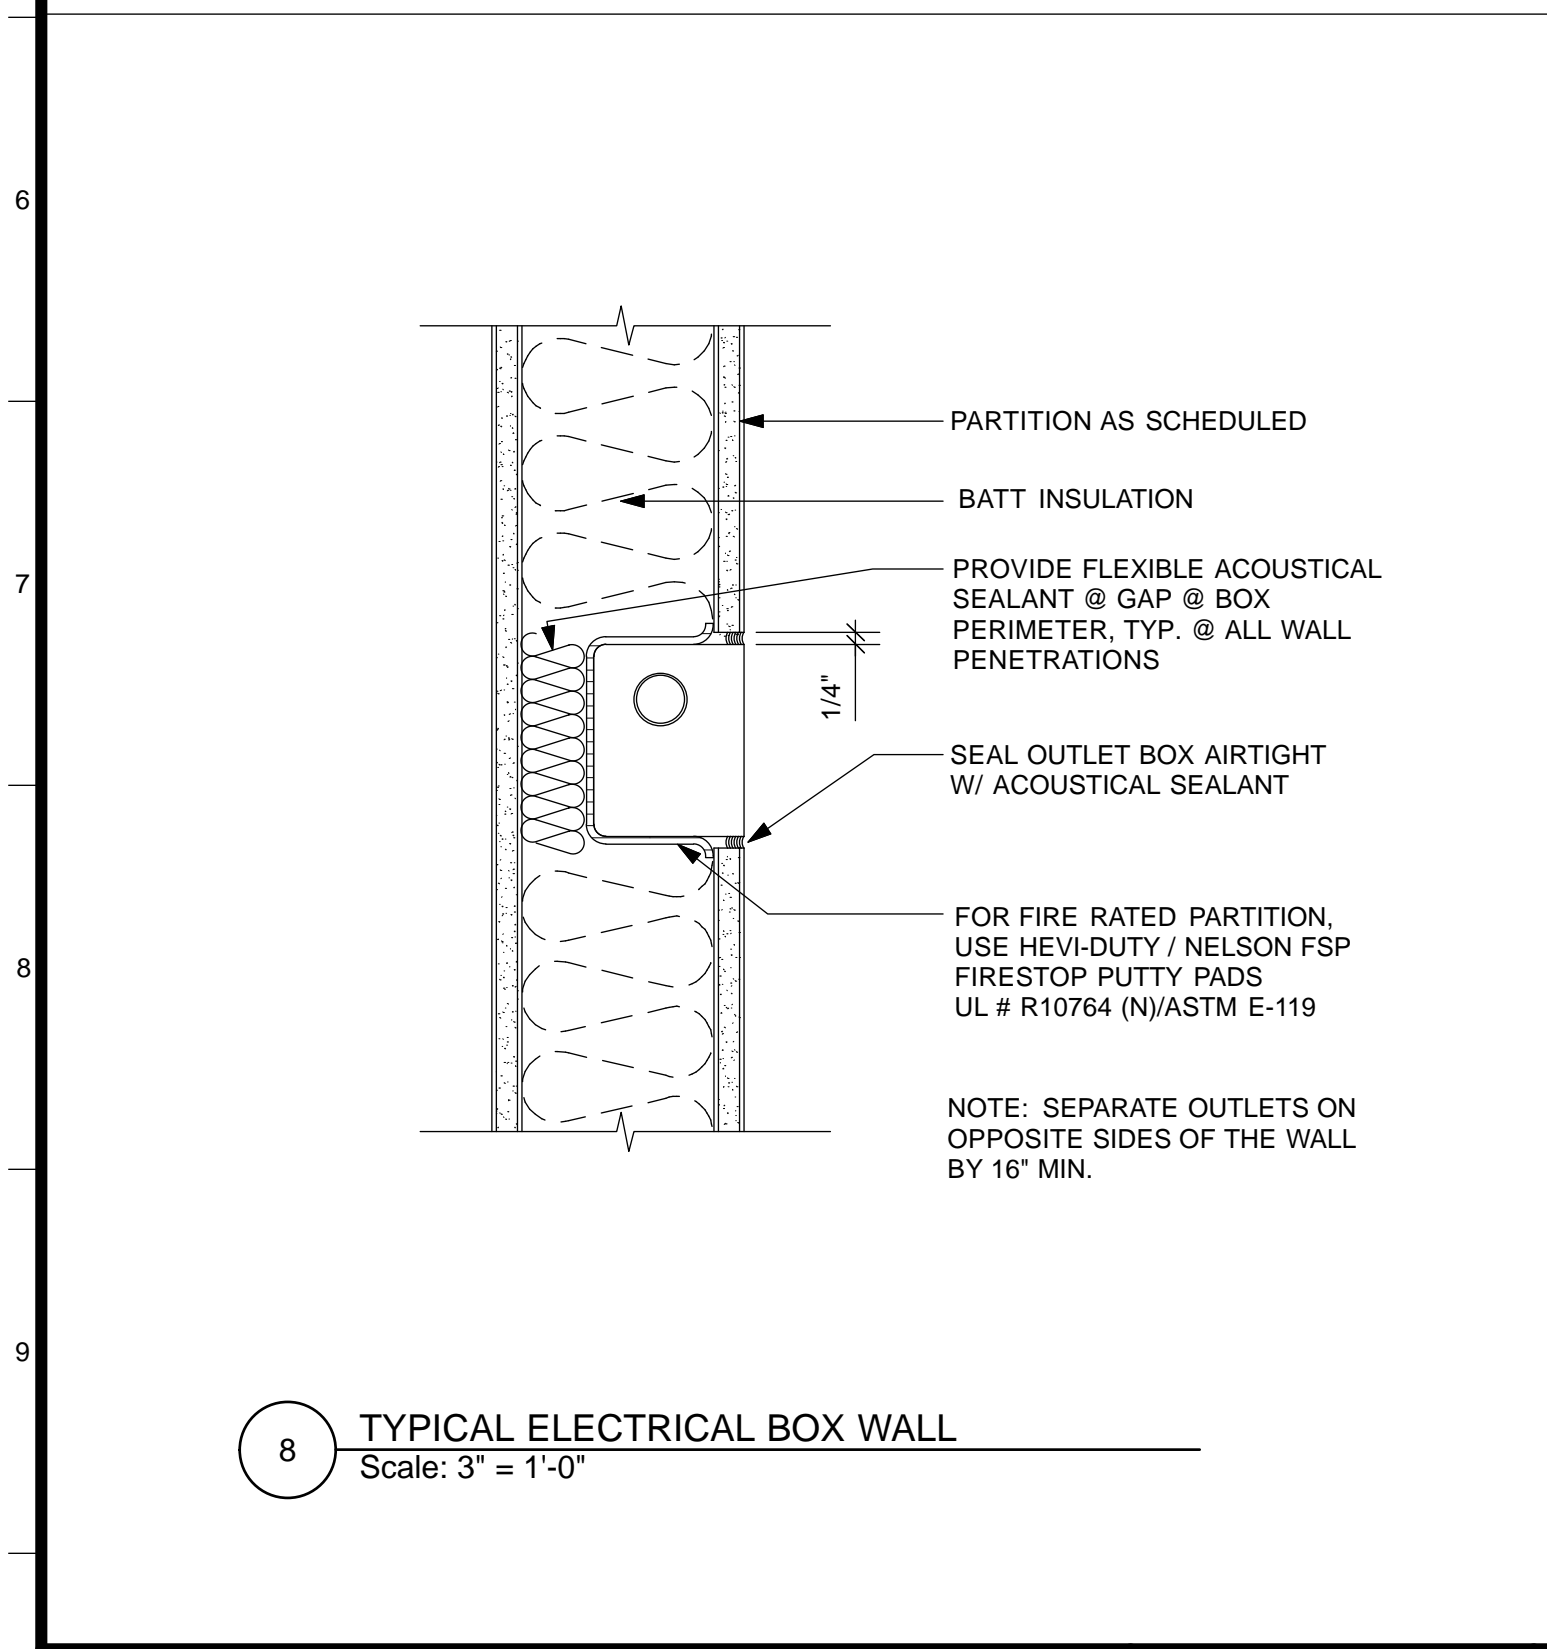 6
7
8
9
PARTITION AS SCHEDULED
BATT INSULATION
PROVIDE FLEXIBLE ACOUSTICAL
SEALANT @ GAP @ BOX
PERIMETER, TYP. @ ALL WALL
PENETRATIONS
1/4"
SEAL OUTLET BOX AIRTIGHT
W/ ACOUSTICAL SEALANT
FOR FIRE RATED PARTITION,
USE HEVI-DUTY / NELSON FSP
FIRESTOP PUTTY PADS
UL # R10764 (N)/ASTM E-119
NOTE: SEPARATE OUTLETS ON
OPPOSITE SIDES OF THE WALL
BY 16" MIN.
8
TYPICAL ELECTRICAL BOX WALL
Scale: 3" = 1'-0"